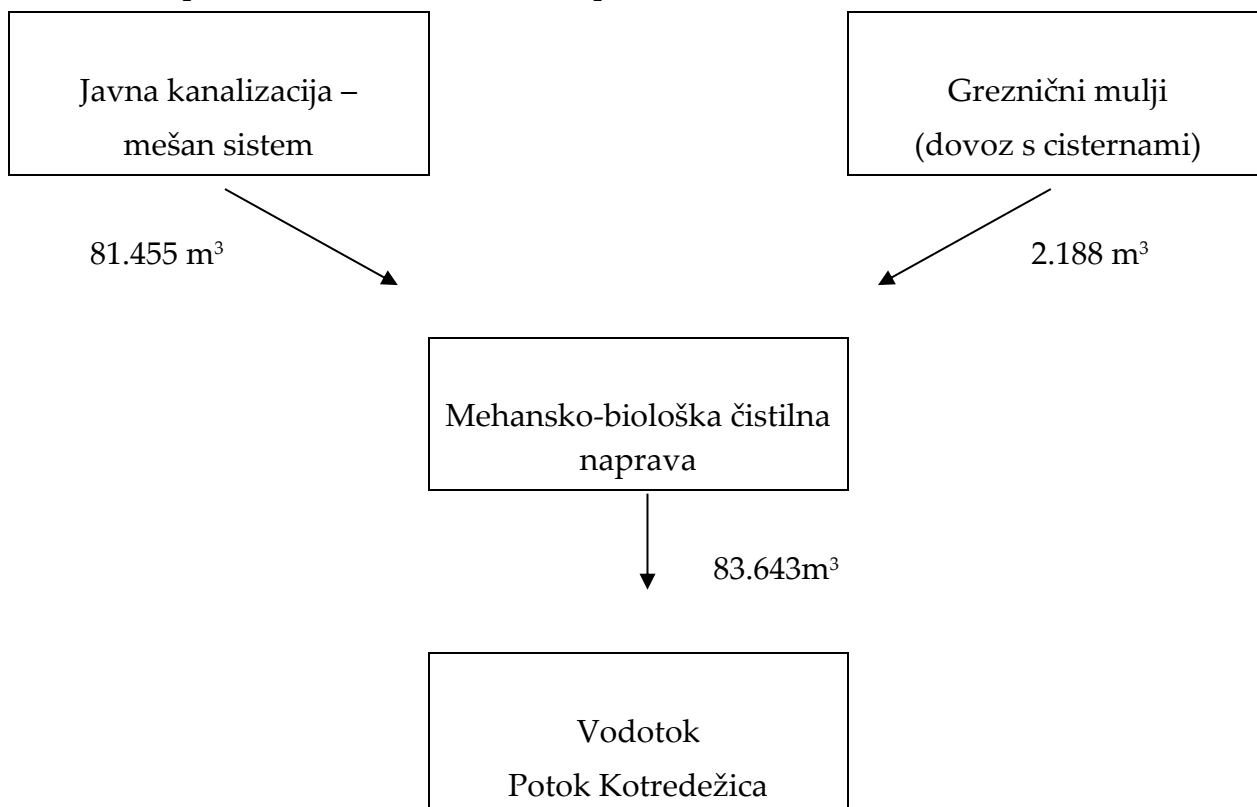 Javna kanalizacija –
mešan sistem
Greznični mulji
(dovoz s cisternami)
81.455 m³
2.188 m³
Mehansko-biološka čistilna
naprava
83.643m³
Vodotok
Potok Kotredežica